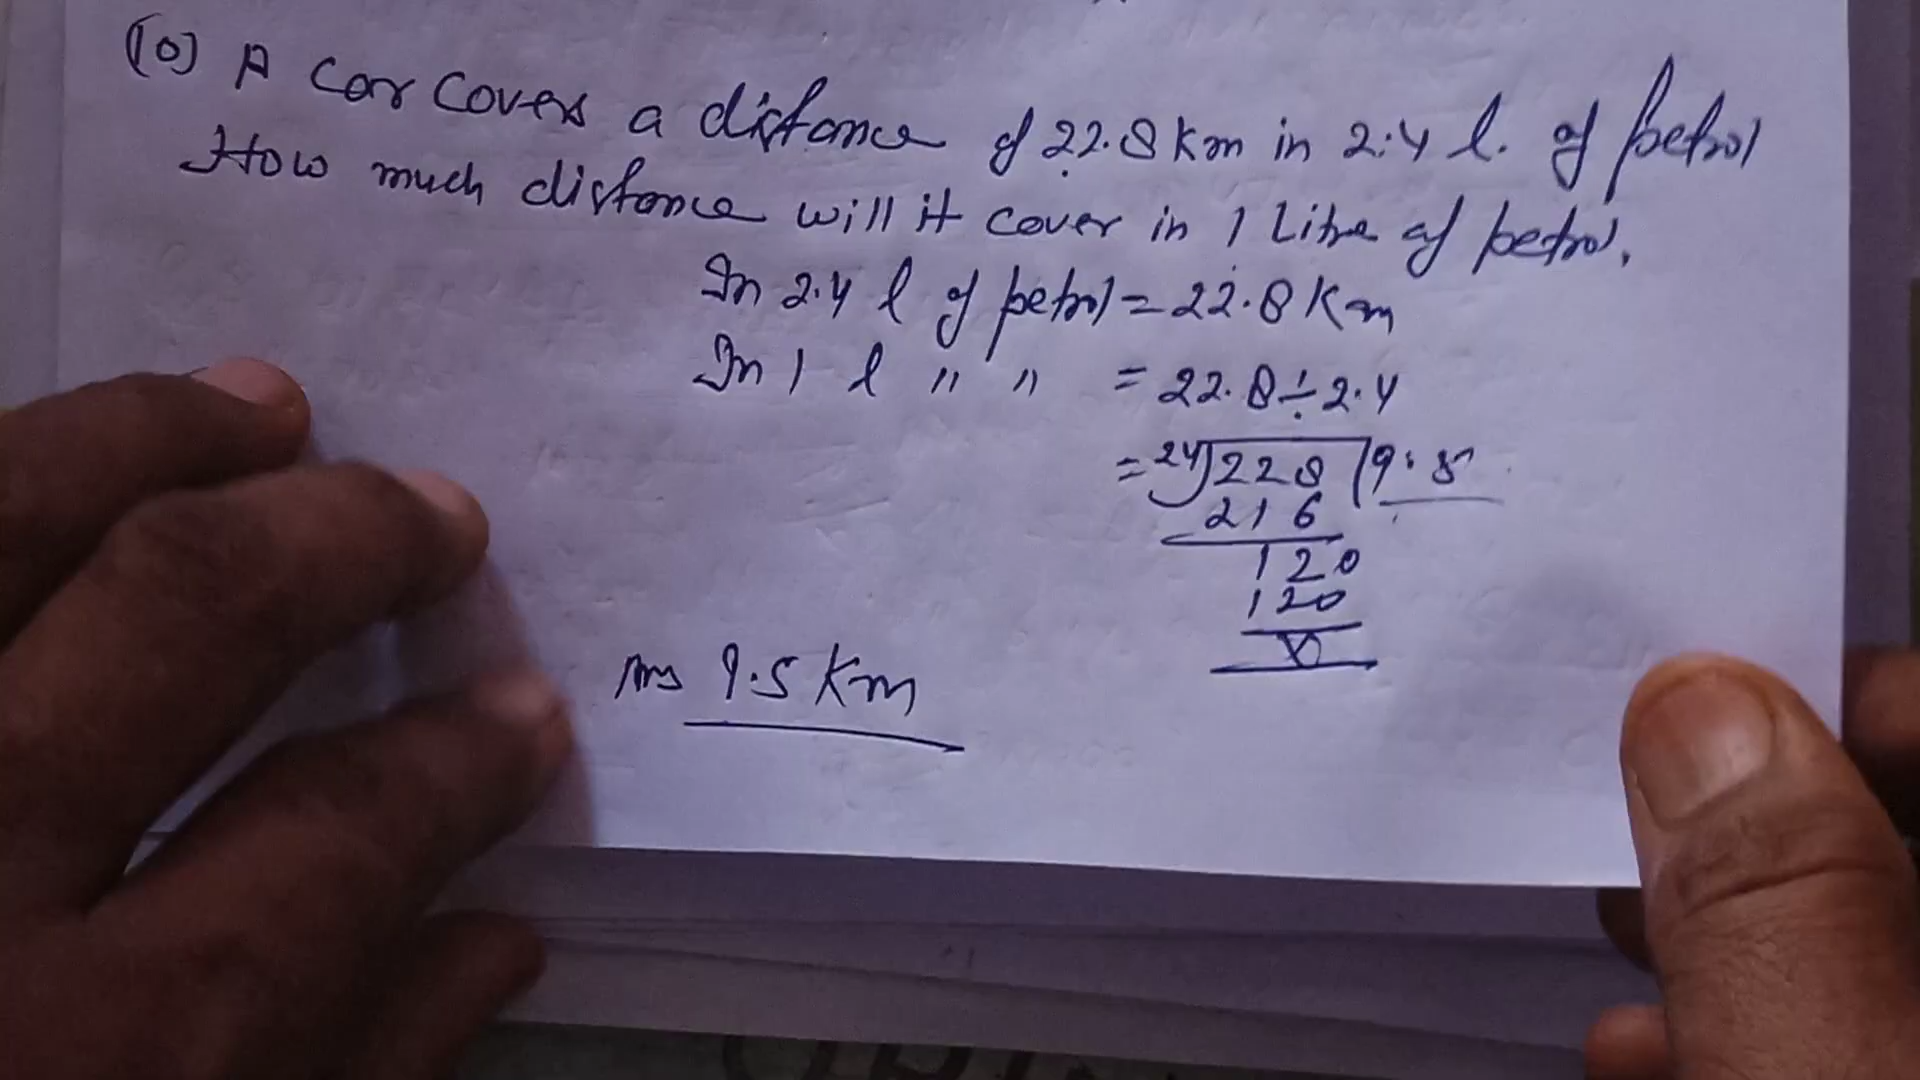 (10) A car covers a distance of 22.8 km in 2.4 l. of petrol
How much distance will it cover in 1 Litre of petrol.
In 2.4 l of petrol = 22.8 Km
In 1 l " " = 22.8 ÷ 2.4
= 24)228(9.5
216
120
120
0
Ans 9.5 Km